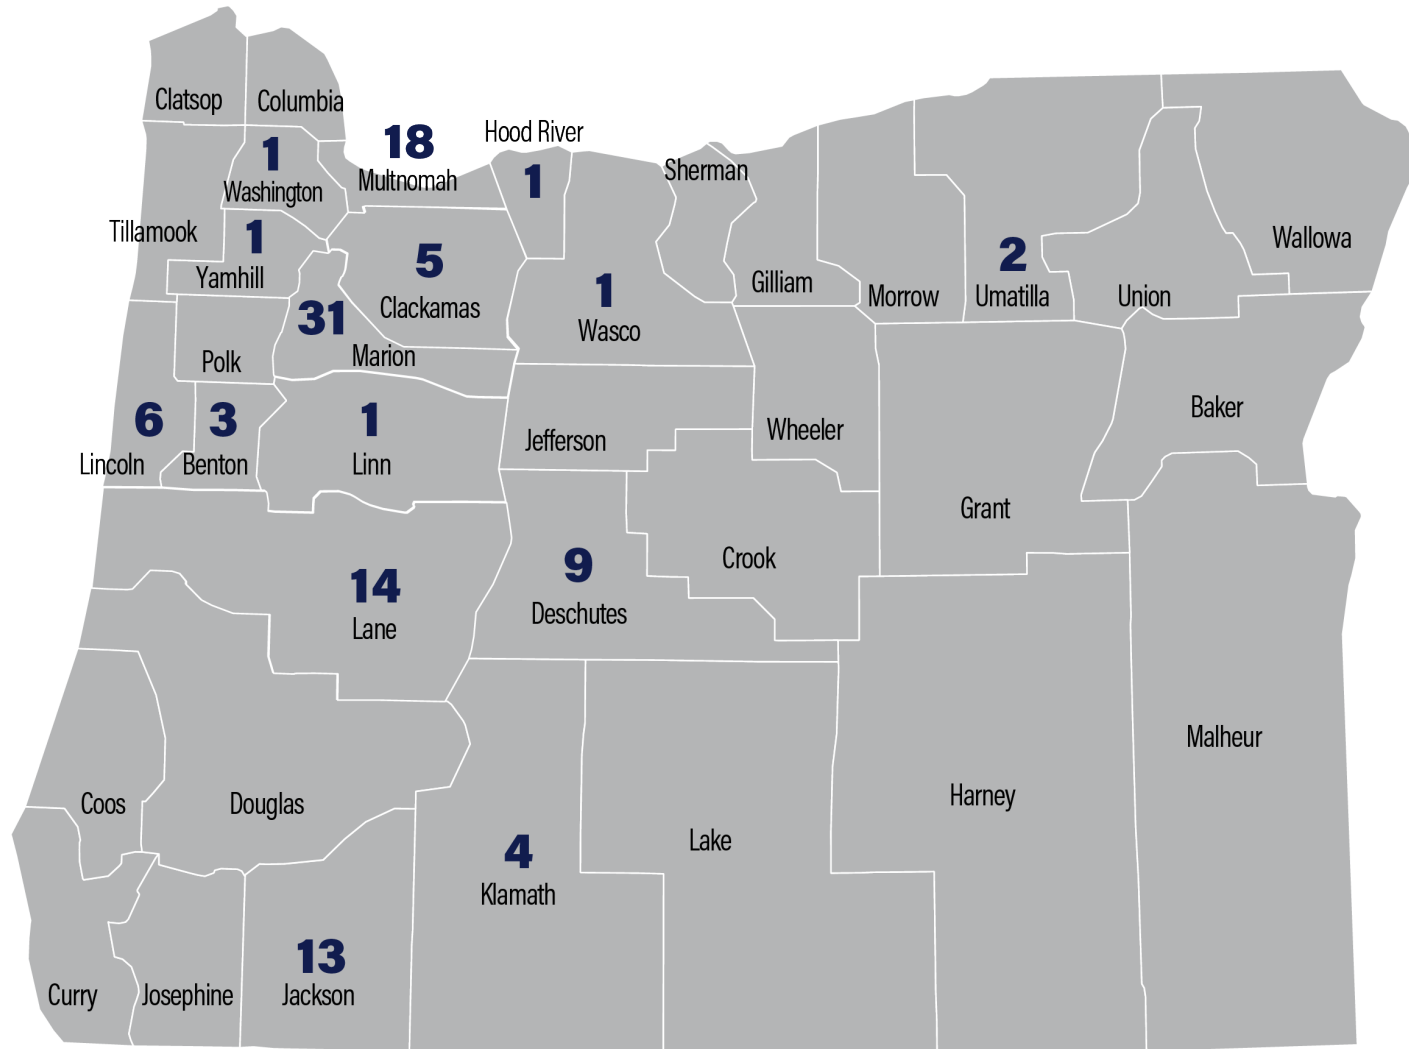 Clatsop
Columbia
18
Multnomah
Hood River
1
1
Washington
Sherman
Tillamook
1
Yamhill
5
Clackamas
31
Marion
1
Wasco
Gilliam
Morrow
2
Umatilla
Union
Wallowa
Polk
6
Lincoln
3
Benton
1
Linn
Jefferson
Wheeler
Baker
Grant
Crook
9
Deschutes
14
Lane
Malheur
Harney
Coos
Douglas
4
Klamath
Lake
13
Jackson
Curry
Josephine